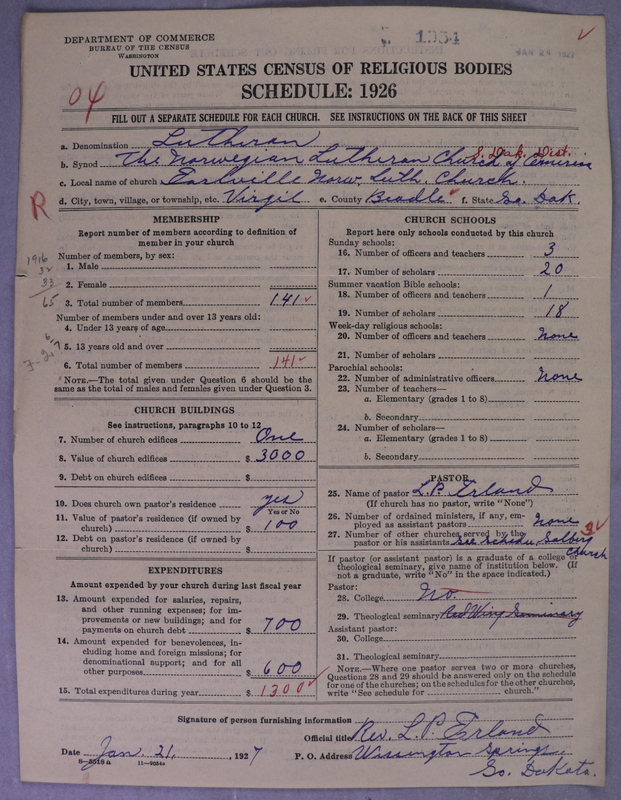 DEPARTMENT OF COMMERCE
BUREAU OF THE CENSUS
WASHINGTON
1354
JAN 24 1927
UNITED STATES CENSUS OF RELIGIOUS BODIES
SCHEDULE: 1926
04
FILL OUT A SEPARATE SCHEDULE FOR EACH CHURCH. SEE INSTRUCTIONS ON THE BACK OF THIS SHEET
a. Denomination Lutheran
S. Dak. Dist.
b. Synod The Norwegian Lutheran Church of America
c. Local name of church Norw. Luth. Church.
d. City, town, village, or township, etc. Virgil e. County Beadle f. State So. Dak.
R
MEMBERSHIP
Report number of members according to definition of
member in your church
Number of members, by sex:
1916
32
33
65
1. Male
2. Female
3. Total number of members 141
Number of members under and over 13 years old:
4. Under 13 years of age
5. 13 years old and over
6. Total number of members 141
NOTE.—The total given under Question 6 should be
same as the total of males and females given under Question 3.
CHURCH BUILDINGS
See instructions, paragraphs 10 to 12
7. Number of church edifices One
8. Value of church edifices $ 3000
9. Debt on church edifices $
10. Does church own pastor's residence yes
Yes or No
11. Value of pastor's residence (if owned by
church) $ 100
12. Debt on pastor's residence (if owned by
church) $
EXPENDITURES
Amount expended by your church during last fiscal year
13. Amount expended for salaries, repairs,
and other running expenses; for im-
provements or new buildings; and for
payments on church debt $ 700
14. Amount expended for benevolences, in-
cluding home and foreign missions; for
denominational support; and for all
other purposes $ 600
15. Total expenditures during year $ 1300
CHURCH SCHOOLS
Report here only schools conducted by this church
Sunday schools:
16. Number of officers and teachers 3
17. Number of scholars 20
Summer vacation Bible schools:
18. Number of officers and teachers 1
19. Number of scholars 18
Week-day religious schools:
20. Number of officers and teachers None
21. Number of scholars
Parochial schools:
22. Number of administrative officers None
23. Number of teachers—
a. Elementary (grades 1 to 8)
b. Secondary
24. Number of scholars—
a. Elementary (grades 1 to 8)
b. Secondary
PASTOR
25. Name of pastor L.P. Erland
(If church has no pastor, write "None")
26. Number of ordained ministers, if any, em-
ployed as assistant pastors None
27. Number of other churches served by the
pastor or his assistants See Schedu. Salberg
Church
If pastor (or assistant pastor) is a graduate of a college or
theological seminary, give name of institution below. (If
not a graduate, write "No" in the space indicated.)
Pastor:
28. College No.
29. Theological seminary Red Wing Seminary
Assistant pastor:
30. College
31. Theological seminary
NOTE.—Where one pastor serves two or more churches,
Questions 28 and 29 should be answered only on the schedule
for one of the churches; on the schedules for the other churches,
write "See schedule for church."
Signature of person furnishing information
Official title Rev. L.P. Erland
Date Jan. 21, , 1927 P. O. Address Wessington Springs
8—5018 a
So. Dakota.